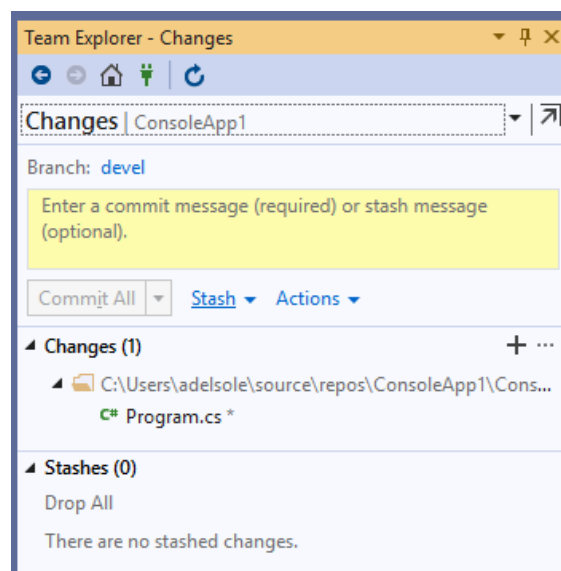 Team Explorer - Changes
Changes | ConsoleApp1
Branch: devel
Enter a commit message (required) or stash message
(optional).
Commit All Stash Actions
Changes (1)
C:\Users\adelsole\source\repos\ConsoleApp1\Cons...
C# Program.cs *
Stashes (0)
Drop All
There are no stashed changes.